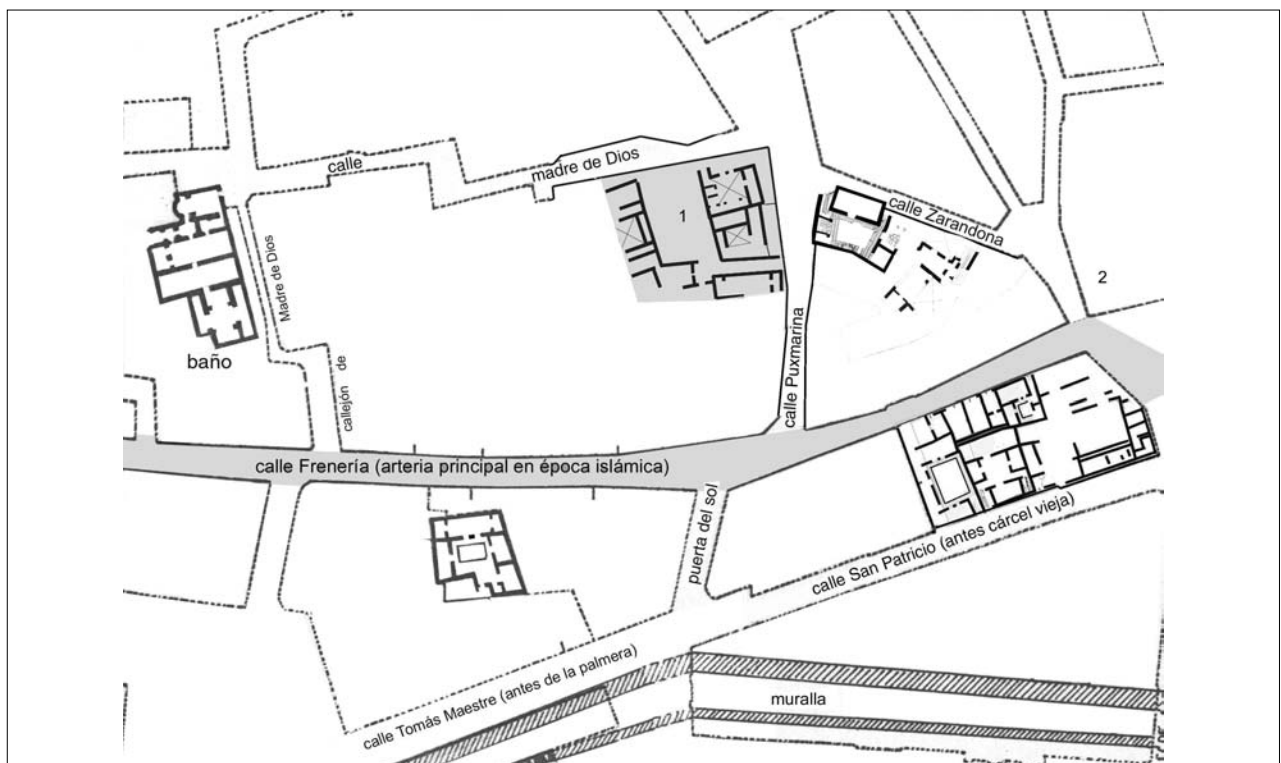 calle
madre de Dios
1
calle Zarandona
2
Madre de Dios
baño
callejón de
calle Puxmarina
calle Frenería (arteria principal en época islámica)
puerta del sol
calle San Patricio (antes cárcel vieja)
calle Tomás Maestre (antes de la palmera)
muralla